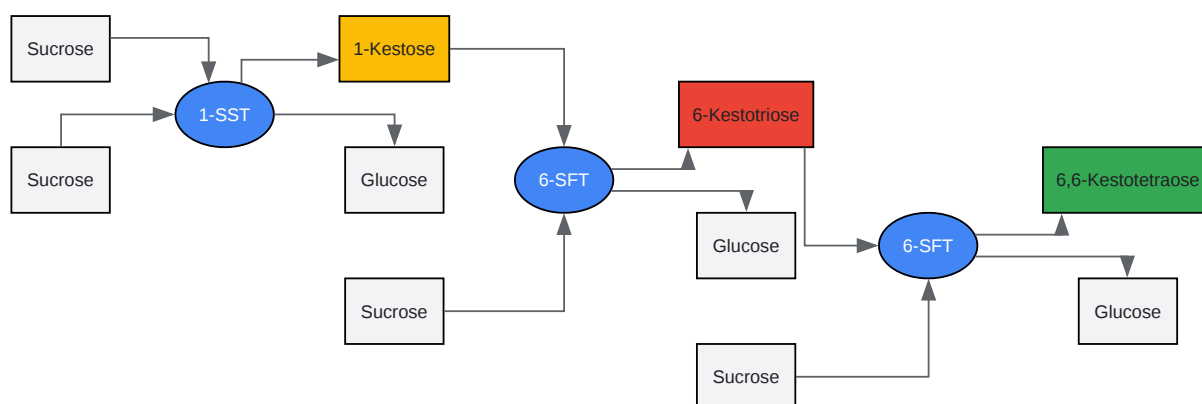 Sucrose
1-Kestose
1-SST
6-Kestotriose
Sucrose
Glucose
6-SFT
6,6-Kestotetraose
Glucose
6-SFT
Sucrose
Glucose
Sucrose